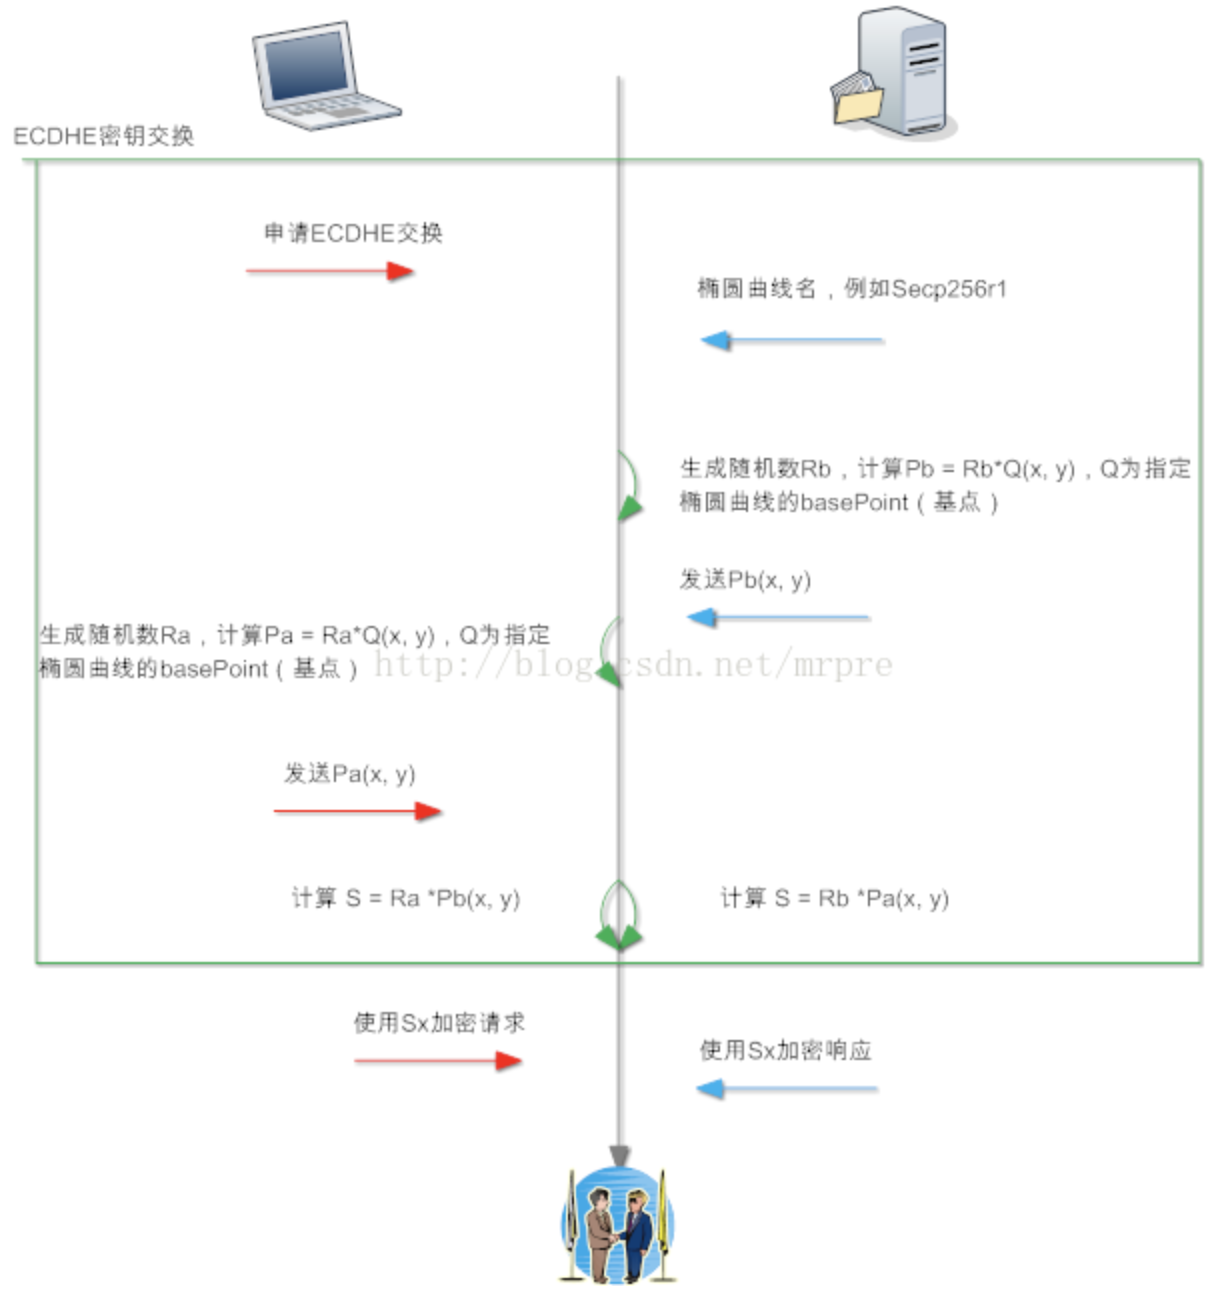 ECDHE密钥交换
申请ECDHE交换
椭圆曲线名，例如Secp256r1
生成随机数Rb，计算Pb = Rb*Q(x, y)，Q为指定
椭圆曲线的basePoint（基点）
发送Pb(x, y)
生成随机数Ra，计算Pa = Ra*Q(x, y)，Q为指定
椭圆曲线的basePoint（基点）
http://blog.csdn.net/mrpre
发送Pa(x, y)
计算 S = Ra *Pb(x, y)
计算 S = Rb *Pa(x, y)
使用Sx加密请求
使用Sx加密响应